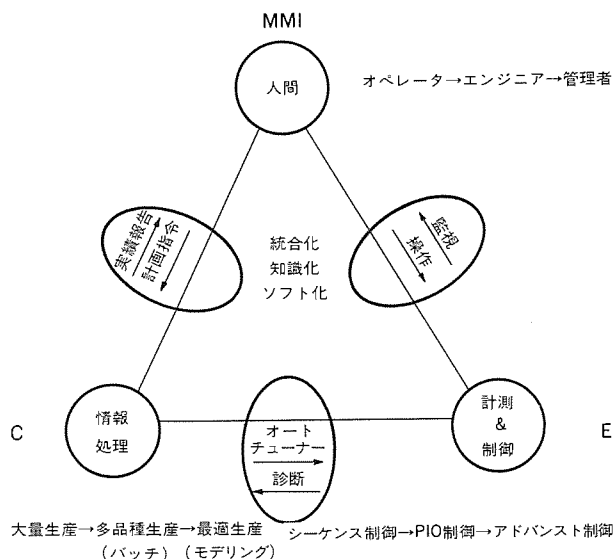 MMI
人間
オペレータ→エンジニア→管理者
実績報告
計画指令
統合化
知識化
ソフト化
監視
操作
C
情報
処理
オート
チューナー
診断
計測
&
制御
E
大量生産→多品種生産→最適生産
(バッチ) (モデリング)
シーケンス制御→PIO制御→アドバンスト制御